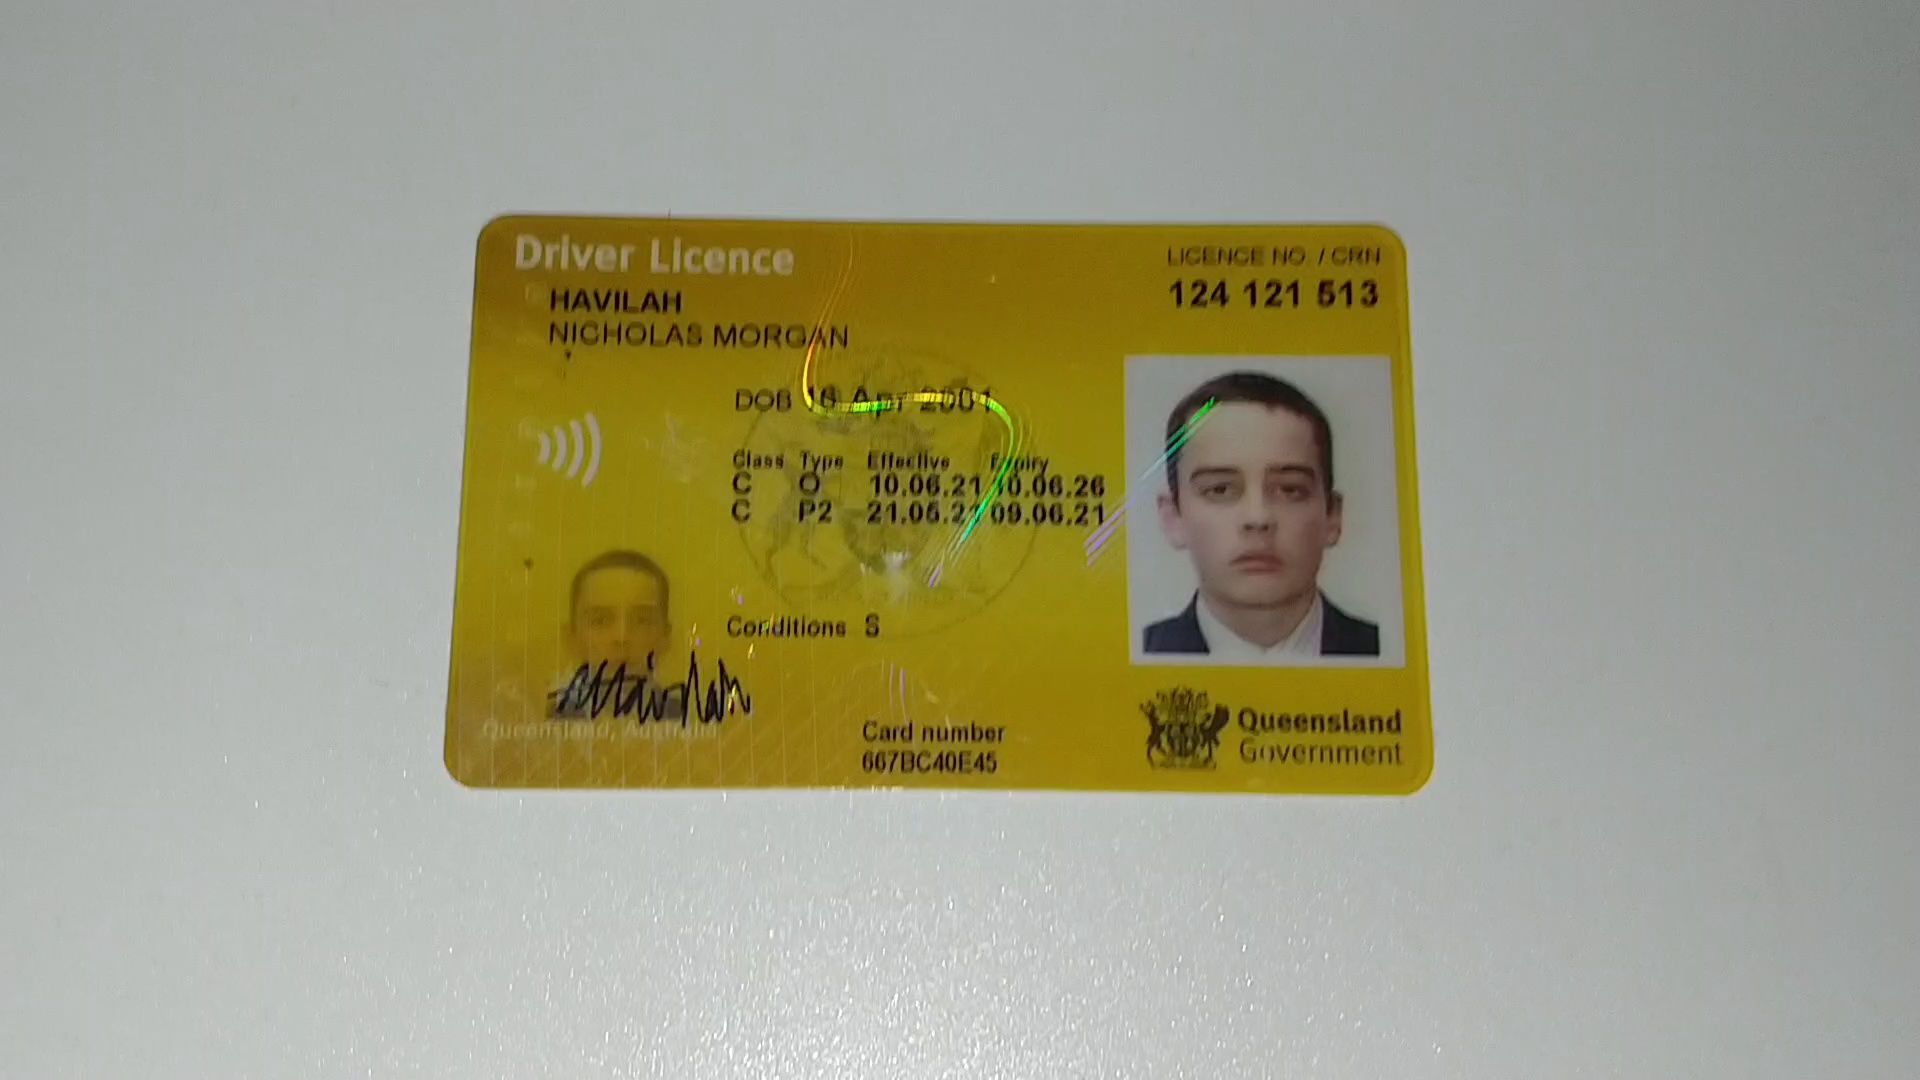 Driver Licence
LICENCE NO. / CRN
124 121 513
HAVILAH
NICHOLAS MORGAN
DOB 16 Apr 2001
Class Type Effective Expiry
C O 10.06.21 10.06.26
C P2 21.05.21 09.06.21
Conditions S
Queensland, Australia
Card number
667BC40E45
Queensland
Government